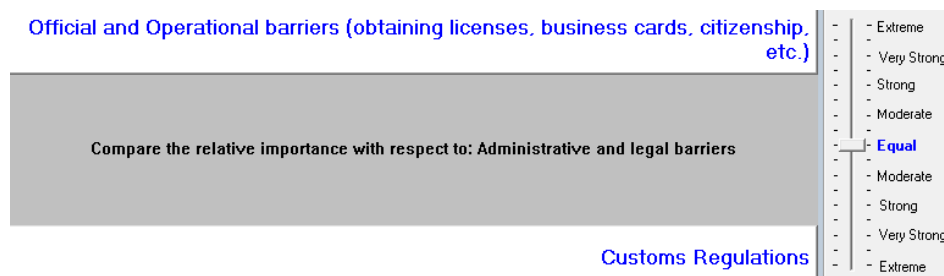 Official and Operational barriers (obtaining licenses, business cards, citizenship,
etc.)
Compare the relative importance with respect to: Administrative and legal barriers
Customs Regulations
Extreme
Very Strong
Strong
Moderate
Equal
Moderate
Strong
Very Strong
Extreme